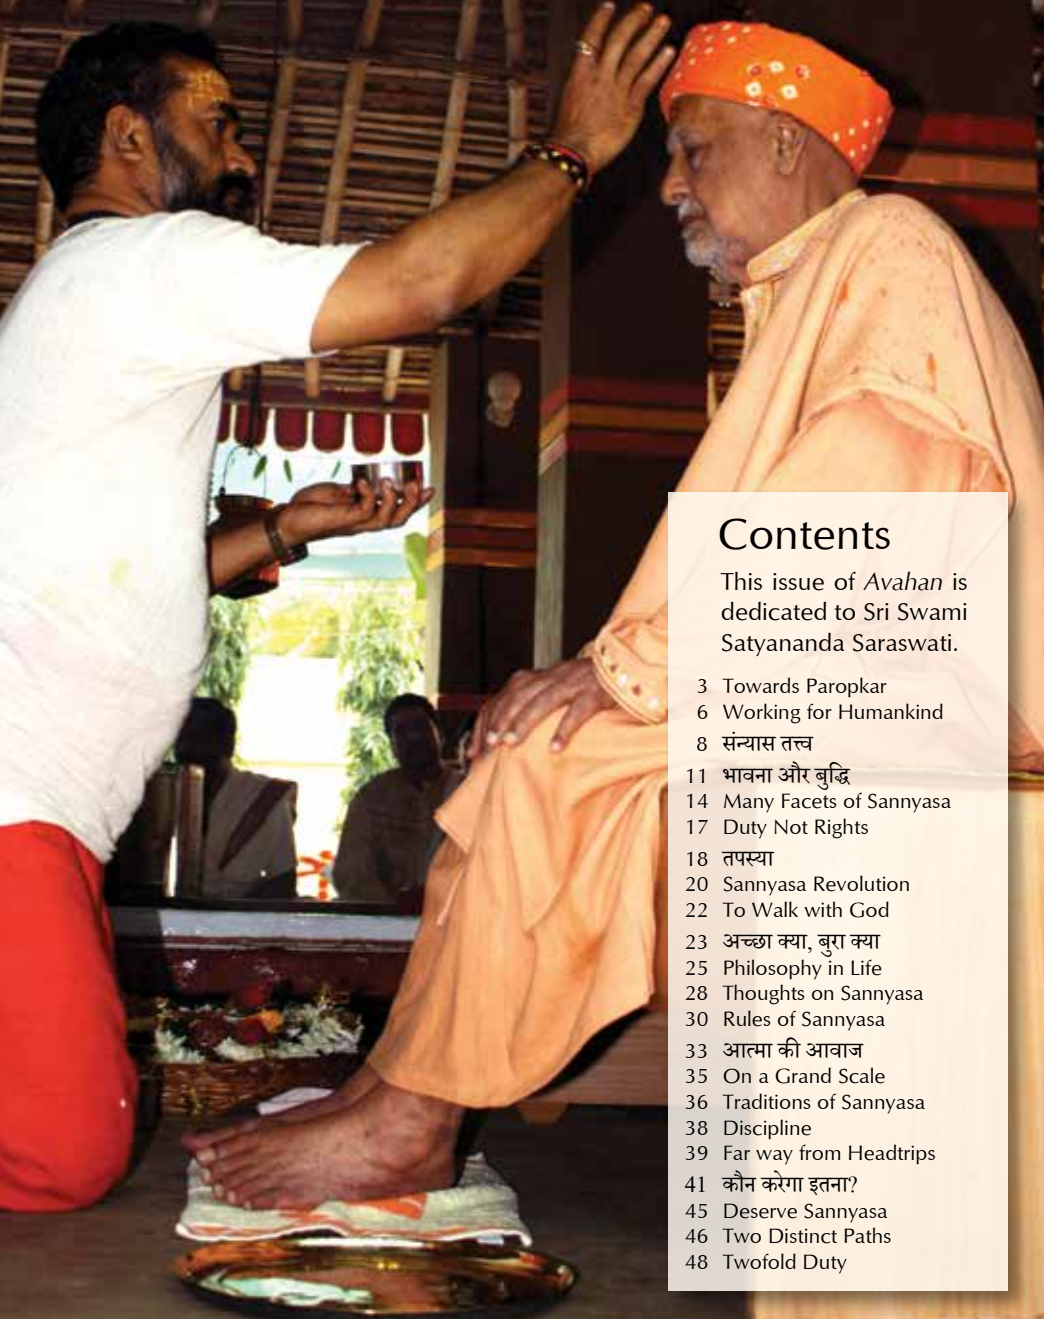 Contents
This issue of Avahan is
dedicated to Sri Swami
Satyananda Saraswati.
3 Towards Paropkar
6 Working for Humankind
8 संन्यास तत्त्व
11 भावना और बुद्धि
14 Many Facets of Sannyasa
17 Duty Not Rights
18 तपस्या
20 Sannyasa Revolution
22 To Walk with God
23 अच्छा क्या, बुरा क्या
25 Philosophy in Life
28 Thoughts on Sannyasa
30 Rules of Sannyasa
33 आत्मा की आवाज
35 On a Grand Scale
36 Traditions of Sannyasa
38 Discipline
39 Far way from Headtrips
41 कौन करेगा इतना?
45 Deserve Sannyasa
46 Two Distinct Paths
48 Twofold Duty